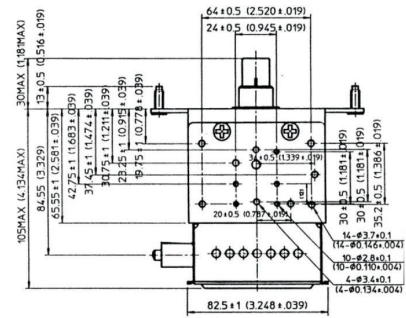 64±0.5 (2.520±.019)
24±0.5 (0.945±.019)
30MAX (1,181MAX)
13±0.5 (0,516±.019)
105MAX (4.134MAX)
84.55 (3.329)
65.55±1 (2.581±.039)
42.75±1 (1.683±.039)
37.45±1 (1.474±.039)
30.75±1 (1.211±.039)
23.25±1 (0.915±.039)
19.75±1 (0.778±.039)
34±0.5 (1.339±.019)
20±0.5 (0.787±.019)
30±0.5 (1.181±.019)
30±0.5 (1.181±.019)
35.2±0.5 (1.386±.019)
14-Ø3.7±0.1
(14-Ø0.146±.004)
10-Ø2.8±0.1
(10-Ø0.110±.004)
4-Ø3.4±0.1
(4-Ø0.134±.004)
82.5±1 (3.248±.039)